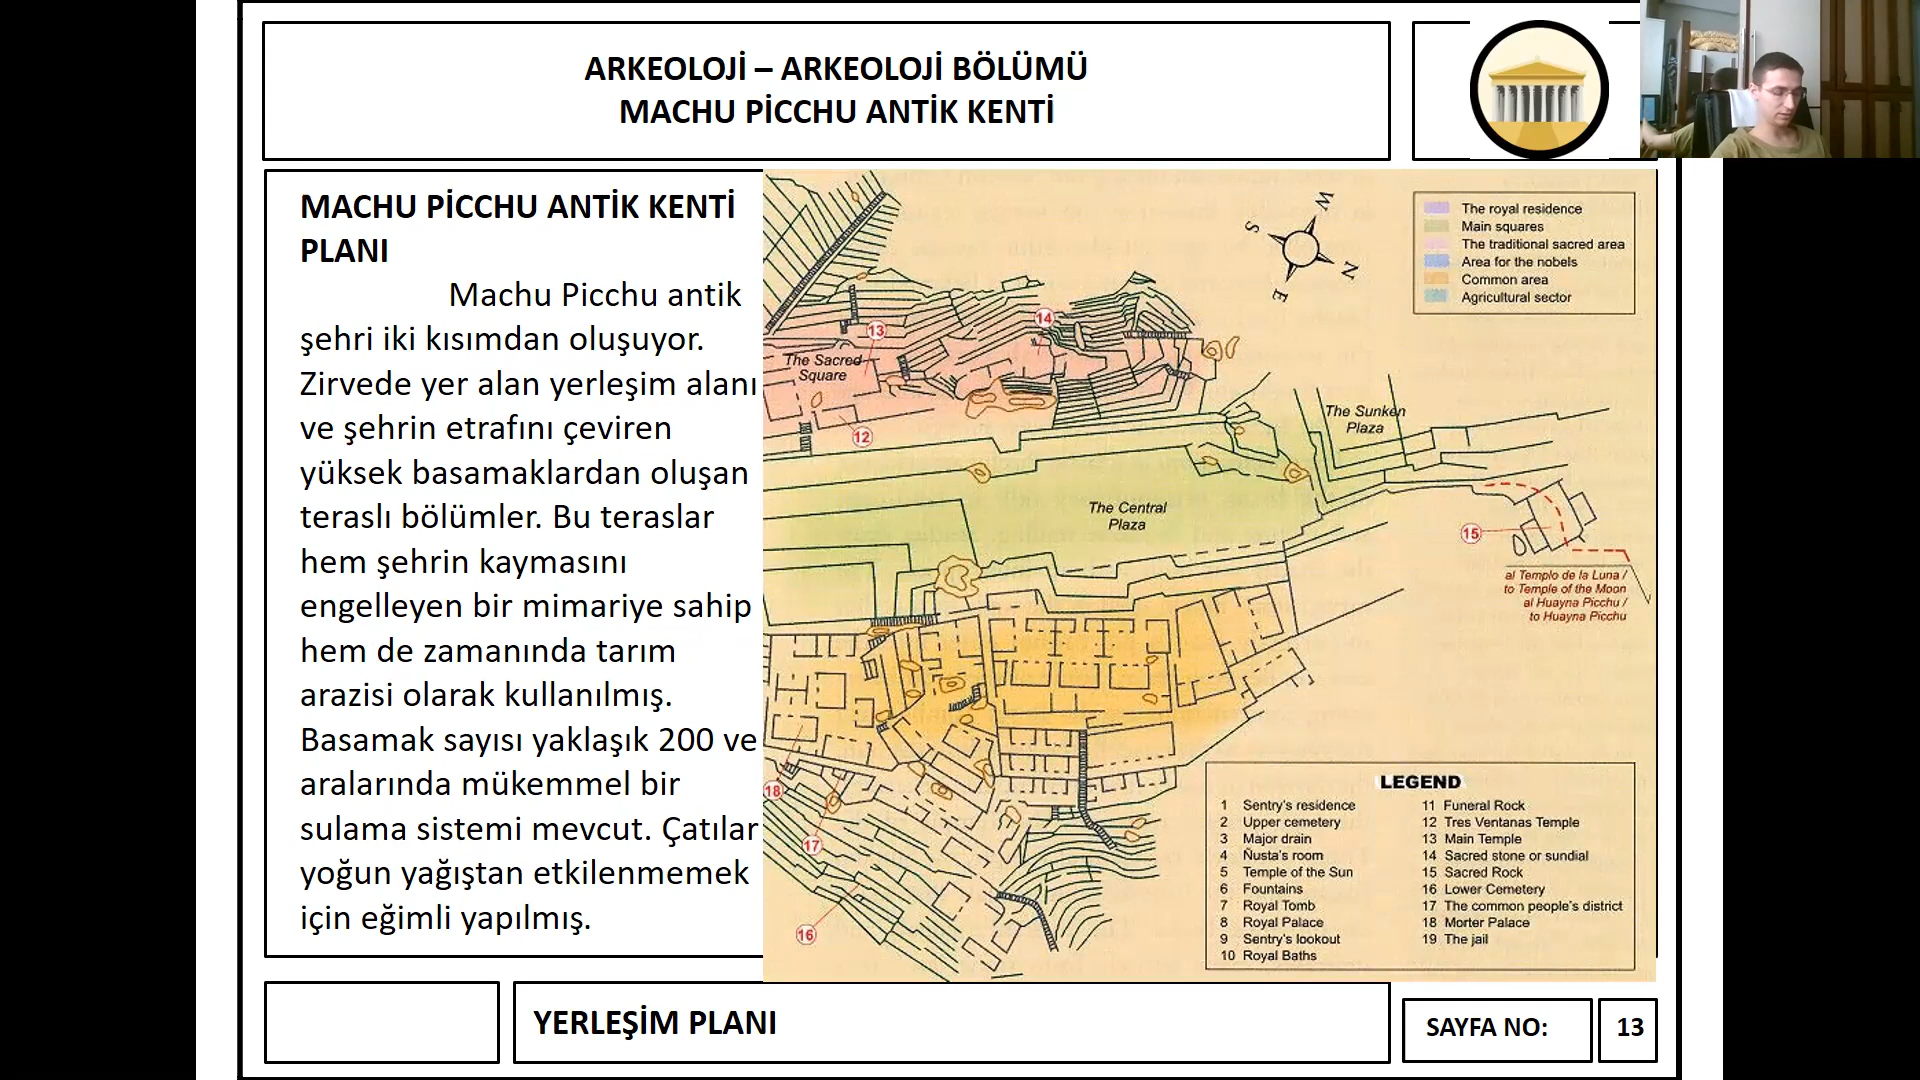 ARKEOLOJİ – ARKEOLOJİ BÖLÜMÜ
MACHU PİCCHU ANTİK KENTİ
MACHU PİCCHU ANTİK KENTİ
PLANI
Machu Picchu antik
şehri iki kısımdan oluşuyor.
Zirvede yer alan yerleşim alanı
ve şehrin etrafını çeviren
yüksek basamaklardan oluşan
teraslı bölümler. Bu teraslar
hem şehrin kaymasını
engelleyen bir mimariye sahip
hem de zamanında tarım
arazisi olarak kullanılmış.
Basamak sayısı yaklaşık 200 ve
aralarında mükemmel bir
sulama sistemi mevcut. Çatılar
yoğun yağıştan etkilenmemek
için eğimli yapılmış.
W
S
N
E
The royal residence
Main squares
The traditional sacred area
Area for the nobels
Common area
Agricultural sector
13
14
The Sacred
Square
12
The Sunken
Plaza
The Central
Plaza
15
al Templo de la Luna /
to Temple of the Moon
al Huayna Picchu /
to Huayna Picchu
18
17
16
LEGEND
1 Sentry's residence
2 Upper cemetery
3 Major drain
4 Ñusta's room
5 Temple of the Sun
6 Fountains
7 Royal Tomb
8 Royal Palace
9 Sentry's lookout
10 Royal Baths
11 Funeral Rock
12 Tres Ventanas Temple
13 Main Temple
14 Sacred stone or sundial
15 Sacred Rock
16 Lower Cemetery
17 The common people's district
18 Morter Palace
19 The jail
YERLEŞİM PLANI
SAYFA NO:
13